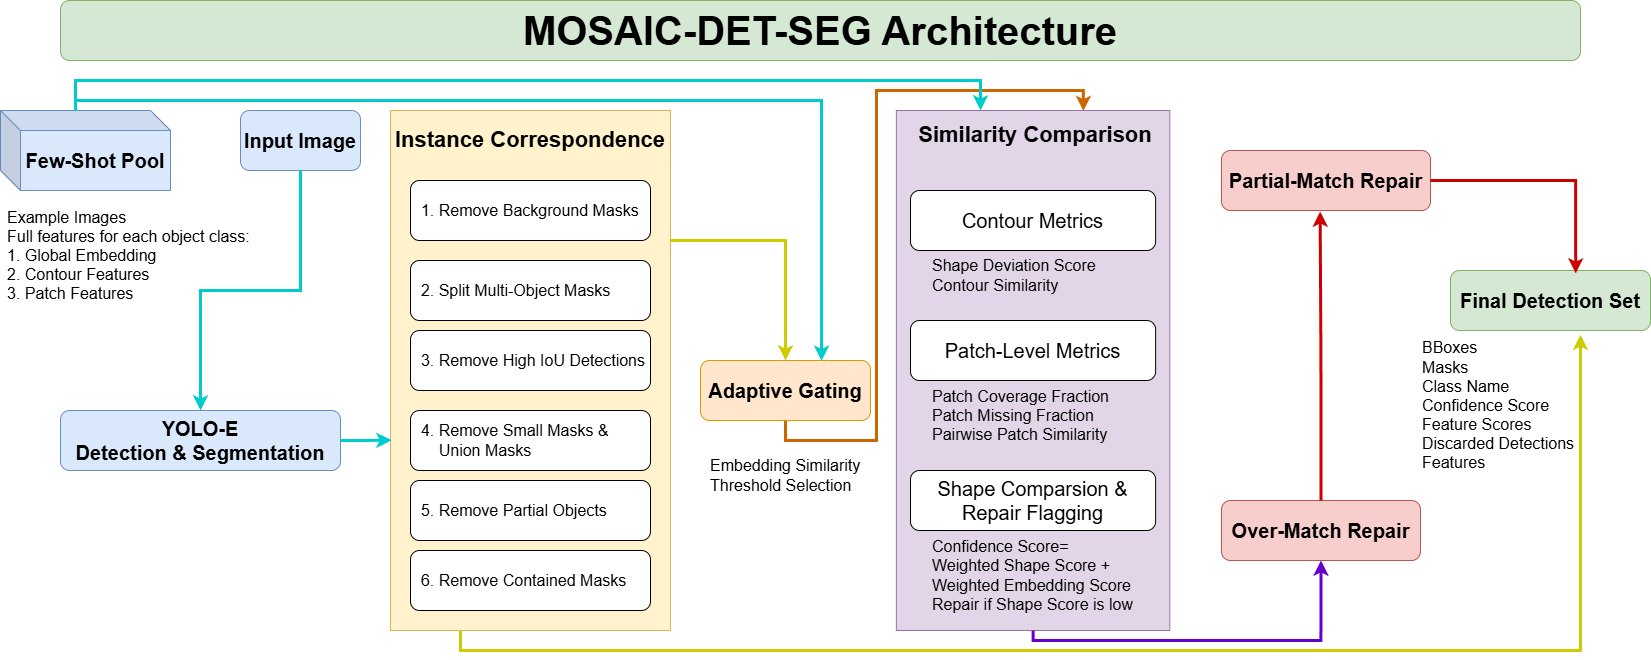 MOSAIC-DET-SEG Architecture
Few-Shot Pool
Example Images
Full features for each object class:
1. Global Embedding
2. Contour Features
3. Patch Features
Input Image
YOLO-E
Detection & Segmentation
Instance Correspondence
1. Remove Background Masks
2. Split Multi-Object Masks
3. Remove High IoU Detections
4. Remove Small Masks &
Union Masks
5. Remove Partial Objects
6. Remove Contained Masks
Adaptive Gating
Embedding Similarity
Threshold Selection
Similarity Comparison
Contour Metrics
Shape Deviation Score
Contour Similarity
Patch-Level Metrics
Patch Coverage Fraction
Patch Missing Fraction
Pairwise Patch Similarity
Shape Comparsion &
Repair Flagging
Confidence Score=
Weighted Shape Score +
Weighted Embedding Score
Repair if Shape Score is low
Partial-Match Repair
Over-Match Repair
Final Detection Set
BBoxes
Masks
Class Name
Confidence Score
Feature Scores
Discarded Detections
Features